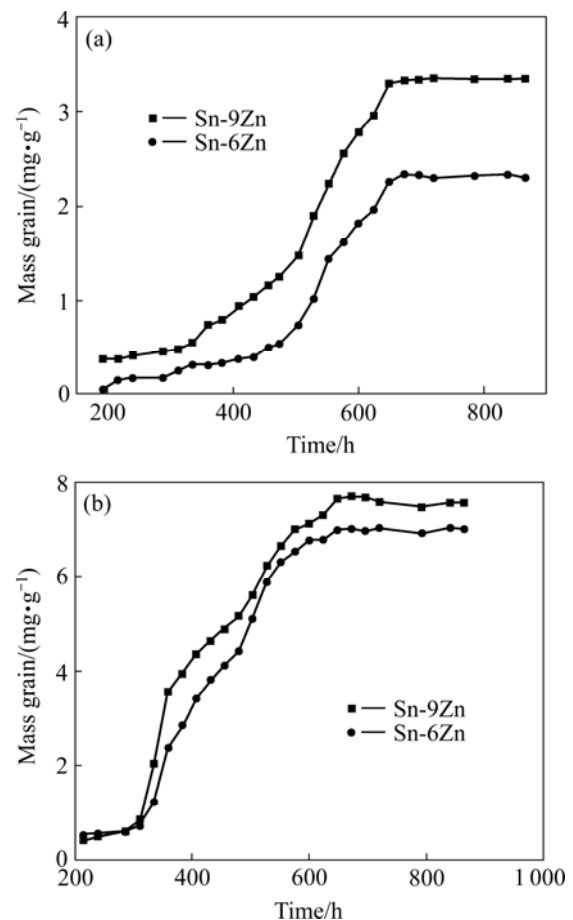 (a)
4
3
2
1
0
Mass grain/(mg•g⁻¹)
Sn-9Zn
Sn-6Zn
200 400 600 800
Time/h
(b)
8
6
4
2
0
Mass grain/(mg•g⁻¹)
Sn-9Zn
Sn-6Zn
200 400 600 800 1 000
Time/h